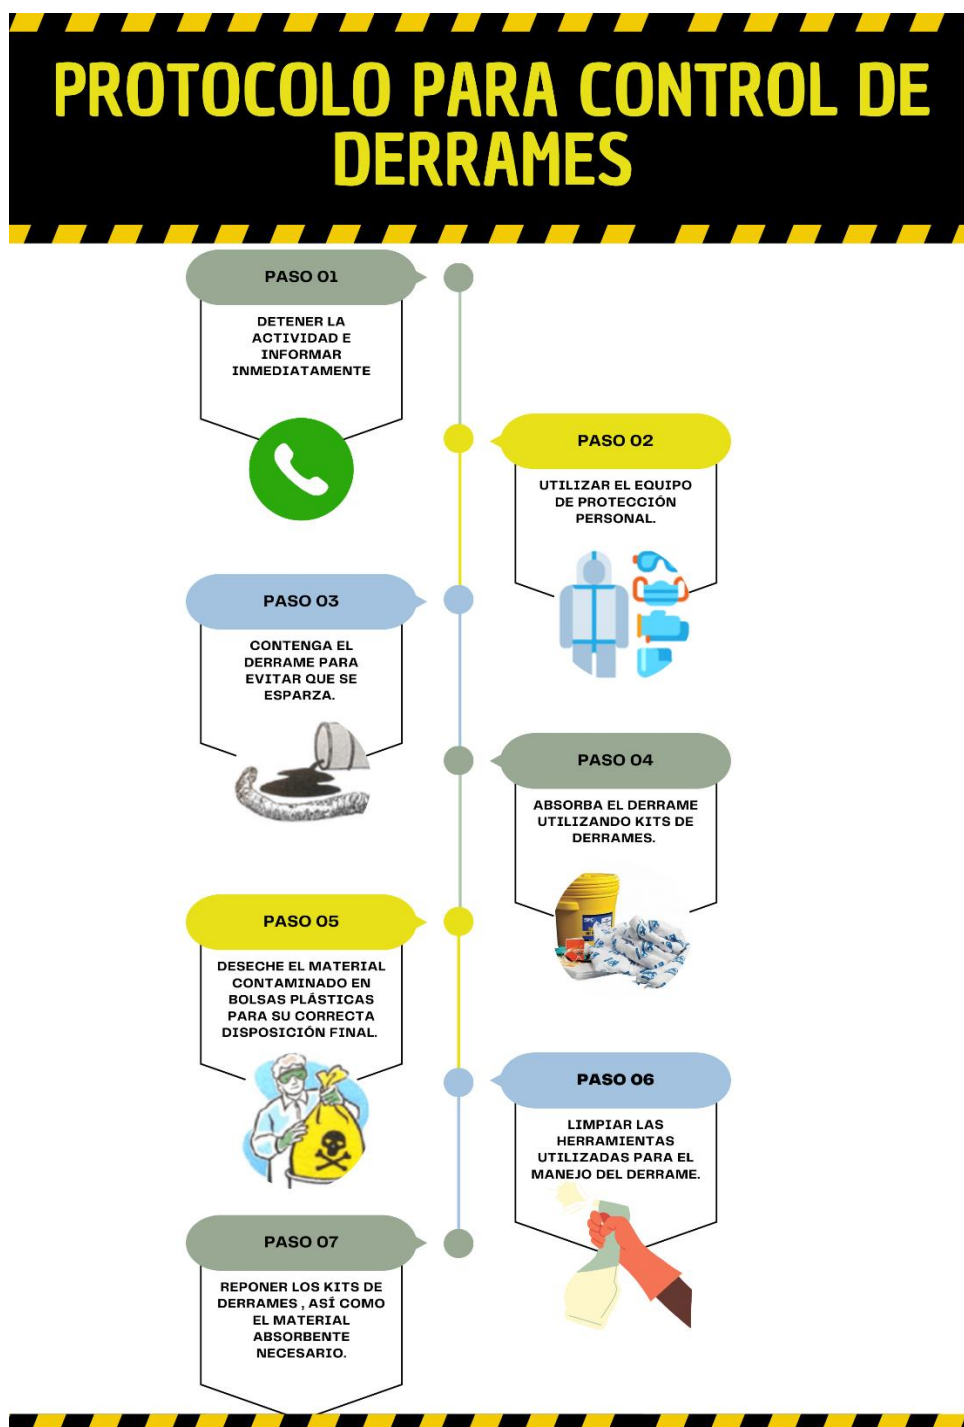 PROTOCOLO PARA CONTROL DE
DERRAMES
PASO 01
DETENER LA
ACTIVIDAD E
INFORMAR
INMEDIATAMENTE
PASO 02
UTILIZAR EL EQUIPO
DE PROTECCIÓN
PERSONAL.
PASO 03
CONTENGA EL
DERRAME PARA
EVITAR QUE SE
ESPARZA.
PASO 04
ABSORBA EL DERRAME
UTILIZANDO KITS DE
DERRAMES.
PASO 05
DESECHE EL MATERIAL
CONTAMINADO EN
BOLSAS PLÁSTICAS
PARA SU CORRECTA
DISPOSICIÓN FINAL.
PASO 06
LIMPIAR LAS
HERRAMIENTAS
UTILIZADAS PARA EL
MANEJO DEL DERRAME.
PASO 07
REPONER LOS KITS DE
DERRAMES , ASÍ COMO
EL MATERIAL
ABSORBENTE
NECESARIO.